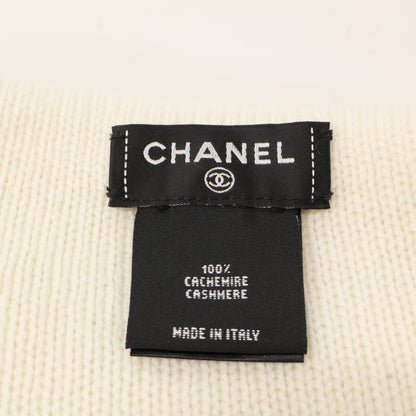 CHANEL
100%
CACHEMIRE
CASHMERE
MADE IN ITALY